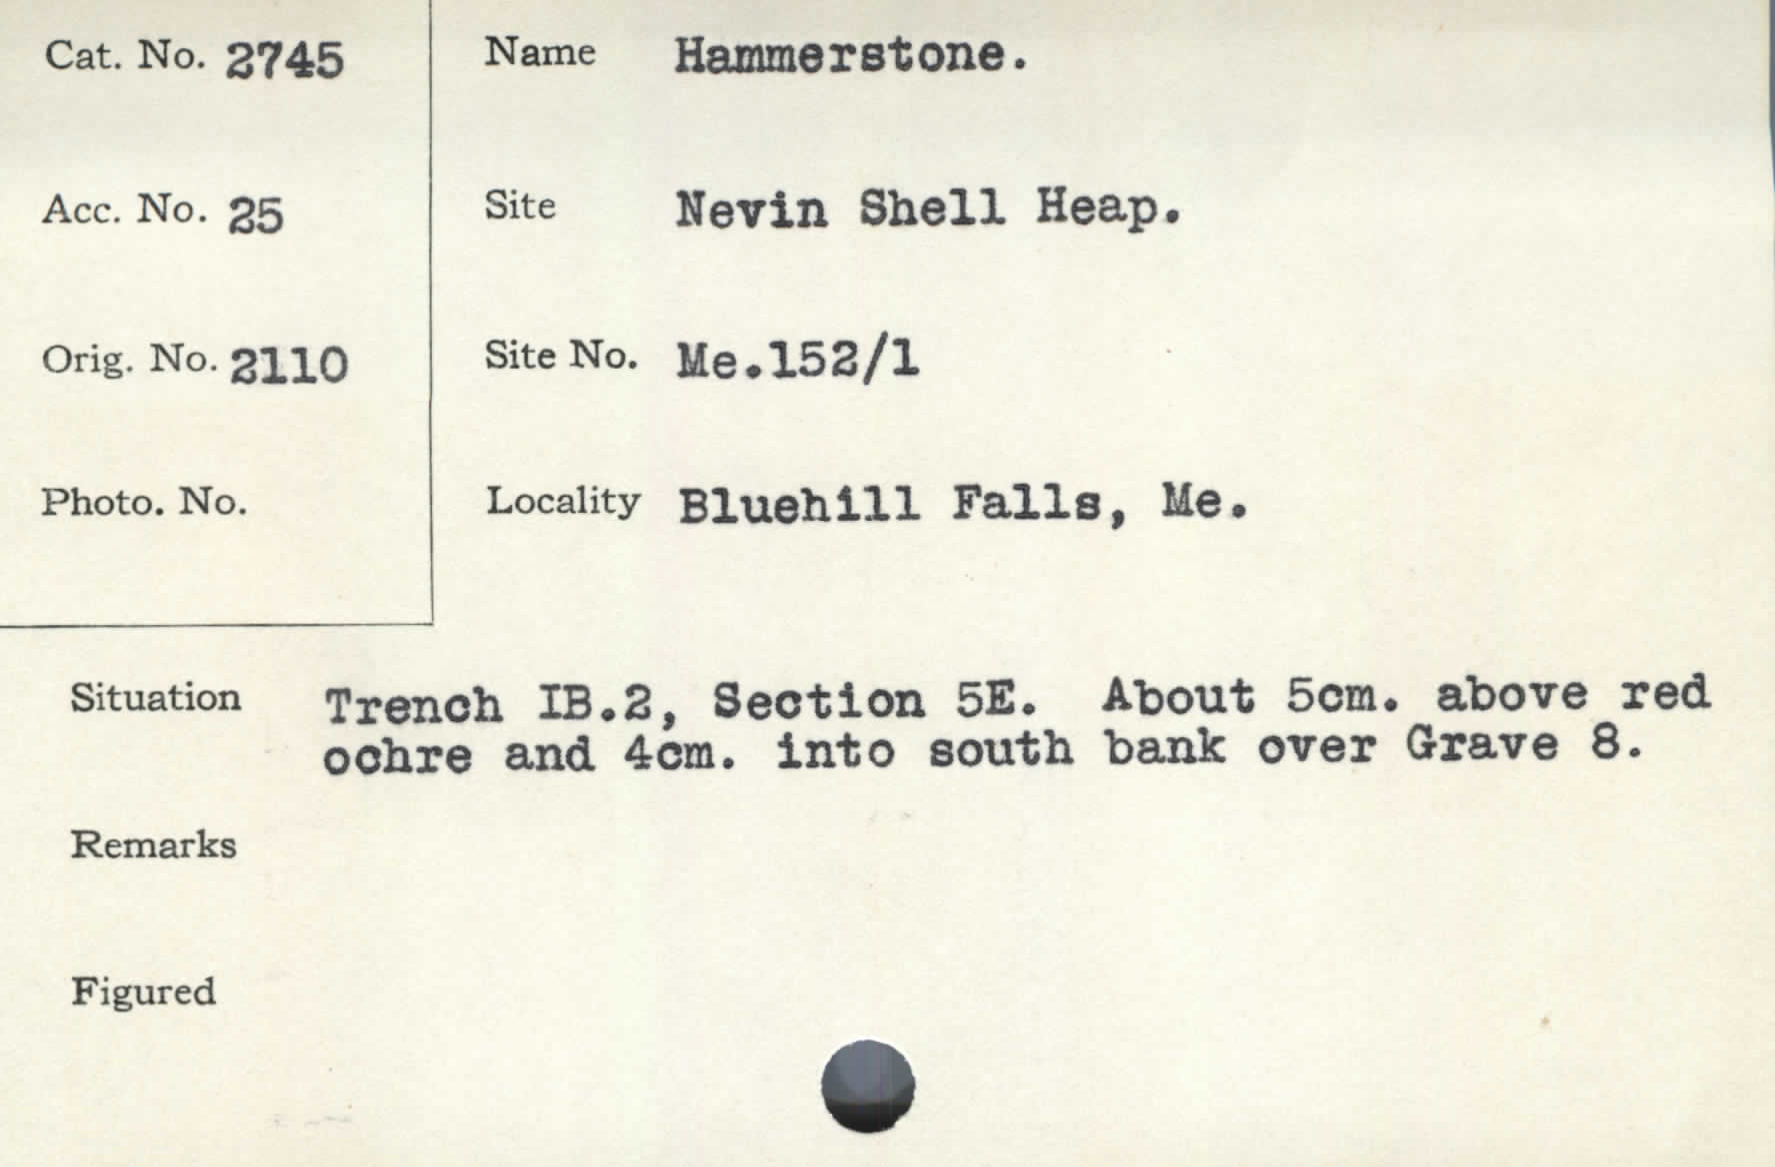 Cat. No. 2745
Name Hammerstone.
Acc. No. 25
Site Nevin Shell Heap.
Orig. No. 2110
Site No. Me.152/1
Photo. No.
Locality Bluehill Falls, Me.
Situation Trench IB.2, Section 5E. About 5cm. above red
ochre and 4cm. into south bank over Grave 8.
Remarks
Figured